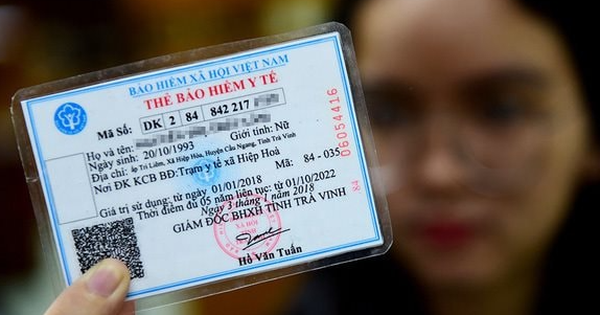 BẢO HIỂM XÃ HỘI VIỆT NAM
THẺ BẢO HIỂM Y TẾ
Mã Số: DK 2 84 842 217
Họ và tên:
Ngày sinh: 20/10/1993 Giới tính: Nữ
Địa chỉ: ấp Trì Liêm, Xã Hiệp Hòa, Huyện Cầu Ngang, Tỉnh Trà Vinh
Nơi ĐK KCB BĐ: Trạm y tế xã Hiệp Hoà Mã: 84 - 035
Giá trị sử dụng: từ ngày 01/01/2018
Thời điểm đủ 05 năm liên tục: từ 01/10/2022
Ngày 3 tháng 1 năm 2018
GIÁM ĐỐC BHXH TỈNH TRÀ VINH
Hồ Văn Tuấn
06054416
84